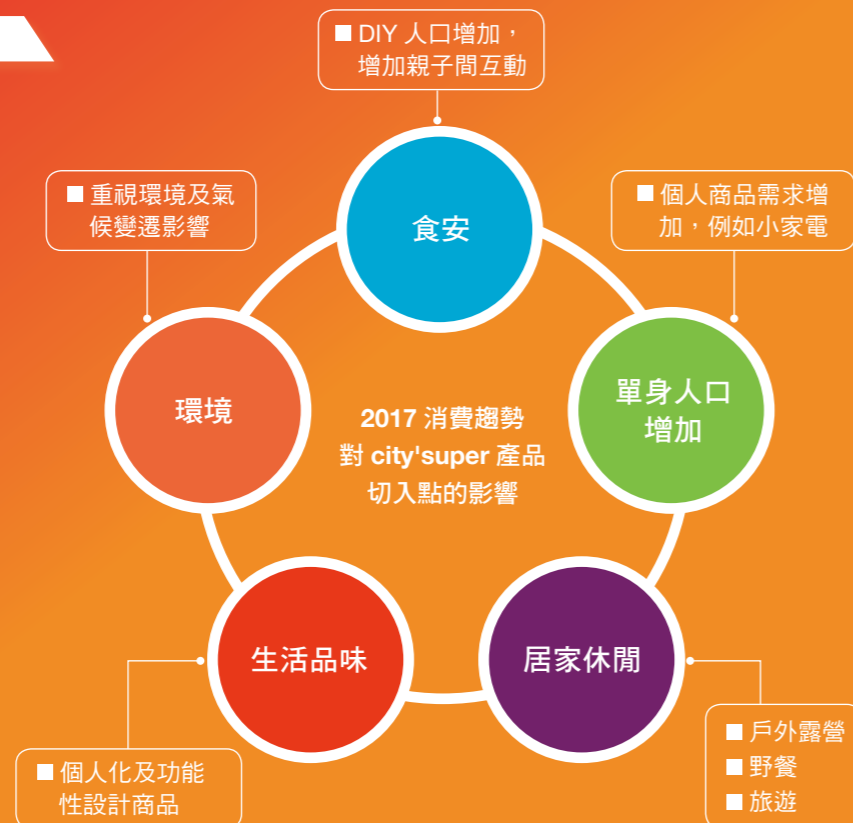 ■ DIY 人口增加，
增加親子間互動
■ 重視環境及氣
候變遷影響
■ 個人商品需求增
加，例如小家電
食安
環境
單身人口
增加
2017 消費趨勢
對 city'super 產品
切入點的影響
生活品味
居家休閒
■ 個人化及功能
性設計商品
■ 戶外露營
■ 野餐
■ 旅遊